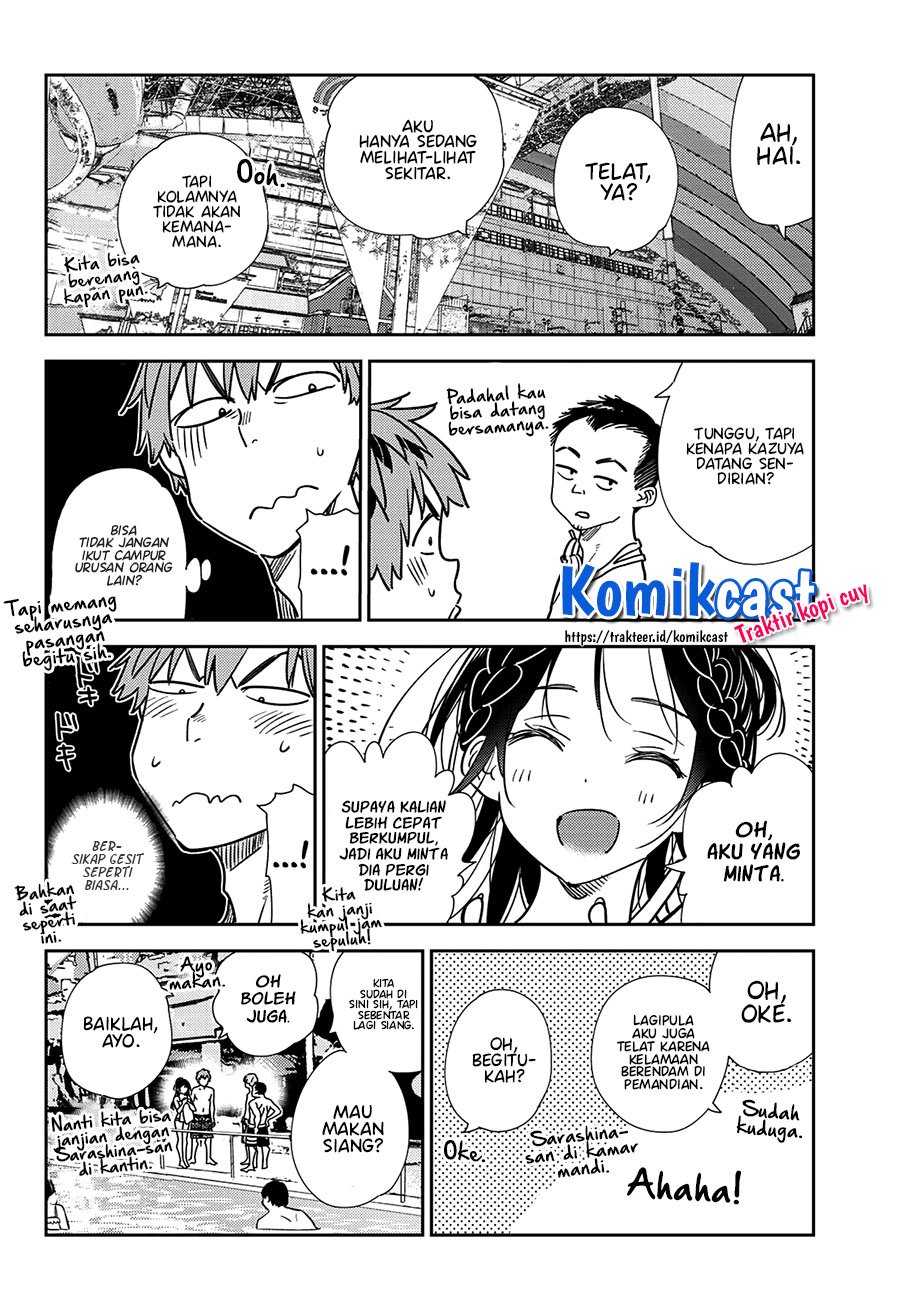 AH,
HAI.
TELAT,
YA?
AKU
HANYA SEDANG
MELIHAT-LIHAT
SEKITAR.
Ooh.
TAPI
KOLAMNYA
TIDAK AKAN
KEMANA-
MANA.
Kita bisa
berenang
kapan pun.
TUNGGU, TAPI
KENAPA KAZUYA
DATANG SEN-
DIRIAN?
Padahal kau
bisa datang
bersamanya.
...!
BISA
TIDAK JANGAN
IKUT CAMPUR
URUSAN ORANG
LAIN?
Tapi memang
seharusnya
pasangan
begitu sih.
Komikcast
https://trakteer.id/komikcast
Traktir kopi cuy
OH,
AKU YANG
MINTA.
SUPAYA KALIAN
LEBIH CEPAT
BERKUMPUL,
JADI AKU MINTA
DIA PERGI
DULUAN!
Kita
kan janji
kumpul jam
sepuluh!
...!
ドキ
ドキ
BER-
SIKAP GESIT
SEPERTI
BIASA...
Bahkan
di saat
seperti
ini.
OH,
OKE.
LAGIPULA
AKU JUGA
TELAT KARENA
KELAMAAN
BERENDAM DI
PEMANDIAN.
Sudah
kuduga.
Sarashina-
san di kamar
mandi.
Ahaha!
OH,
BEGITU-
KAH?
Oke.
KITA
SUDAH DI
SINI SIH, TAPI
SEBENTAR
LAGI SIANG.
MAU
MAKAN
SIANG?
OH
BOLEH
JUGA.
Ayo
makan.
BAIKLAH,
AYO.
Nanti kita bisa
janjian dengan
Sarashina-san
di kantin.